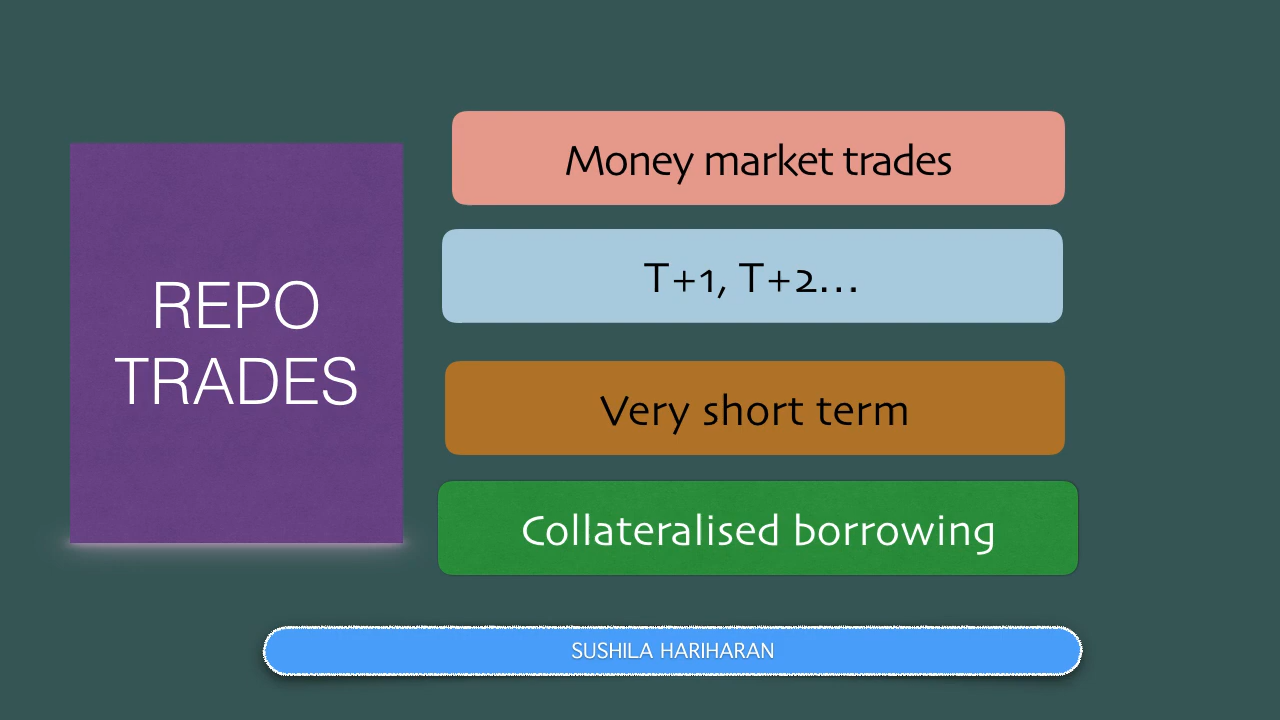 REPO
TRADES
Money market trades
T+1, T+2...
Very short term
Collateralised borrowing
SUSHILA HARIHARAN